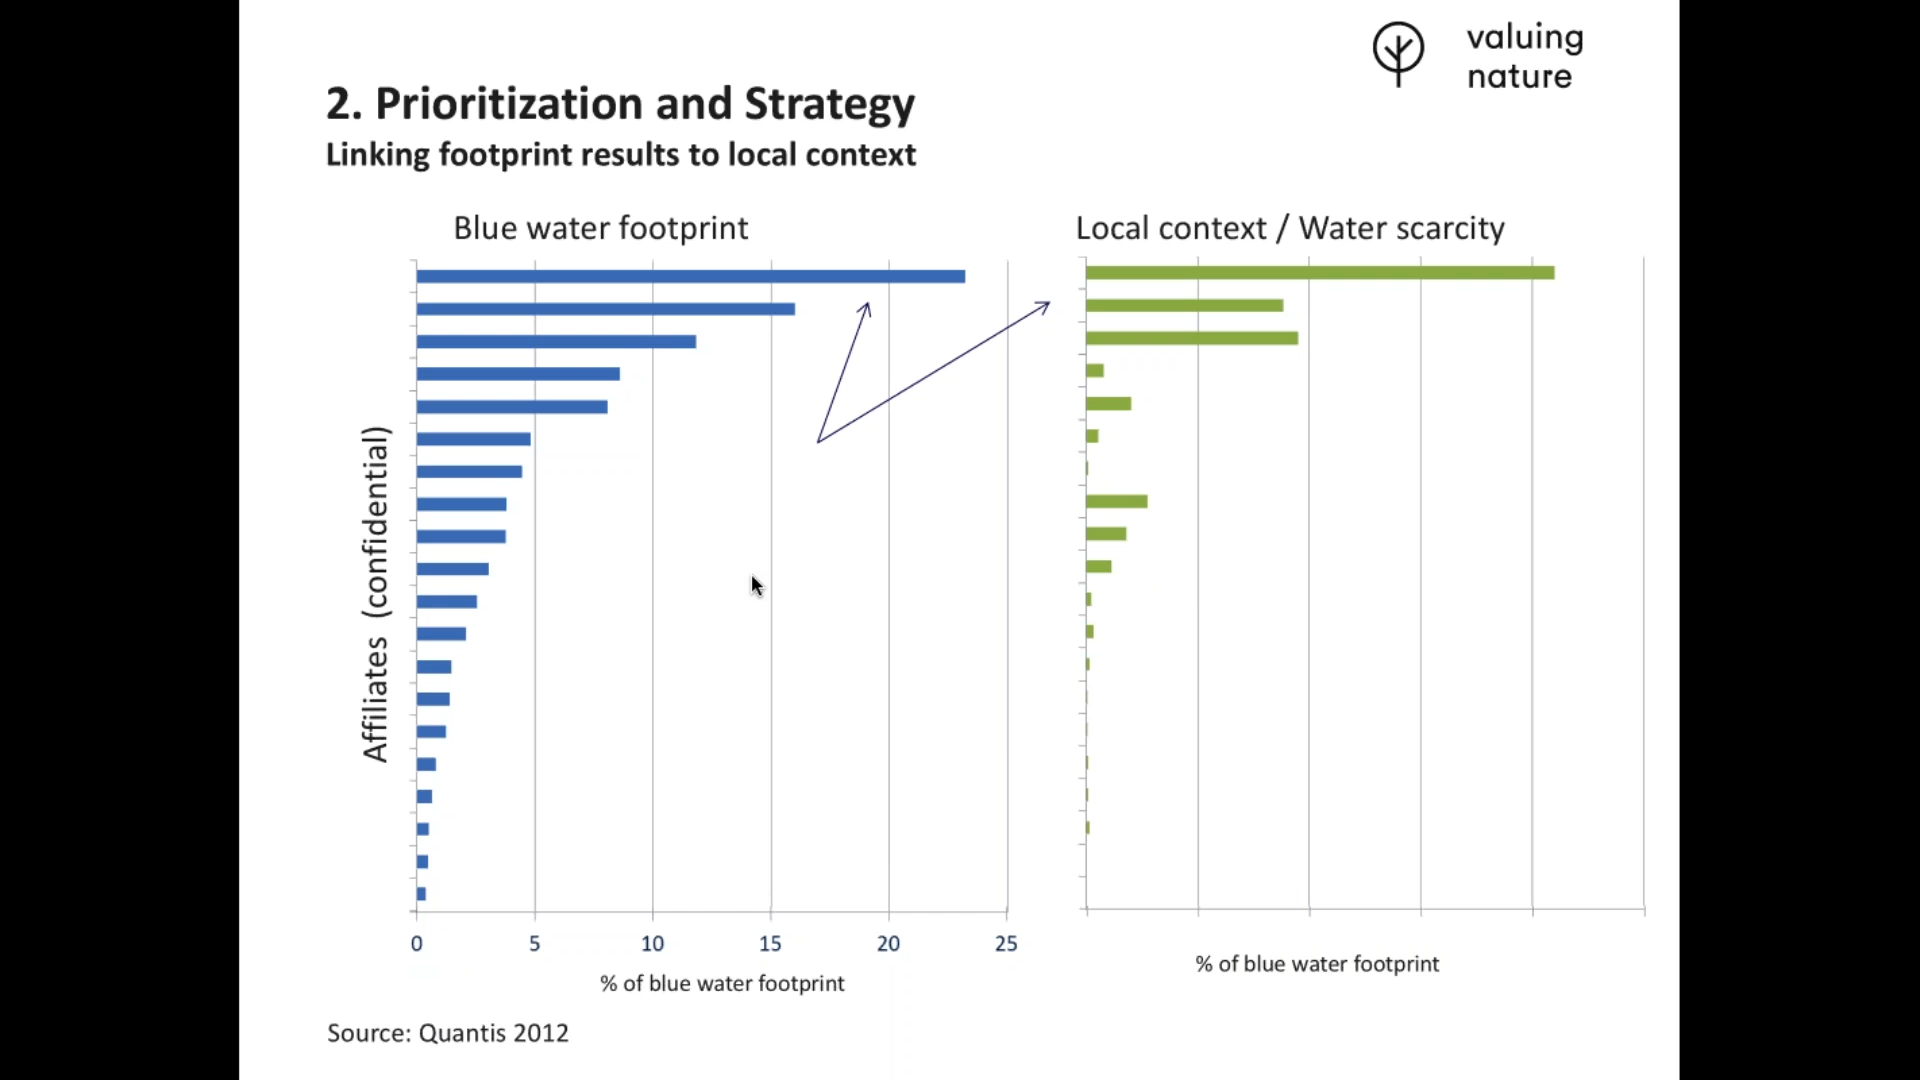 valuing
nature
2. Prioritization and Strategy
Linking footprint results to local context
Blue water footprint
Local context / Water scarcity
Affiliates (confidential)
0 5 10 15 20 25
% of blue water footprint
% of blue water footprint
Source: Quantis 2012